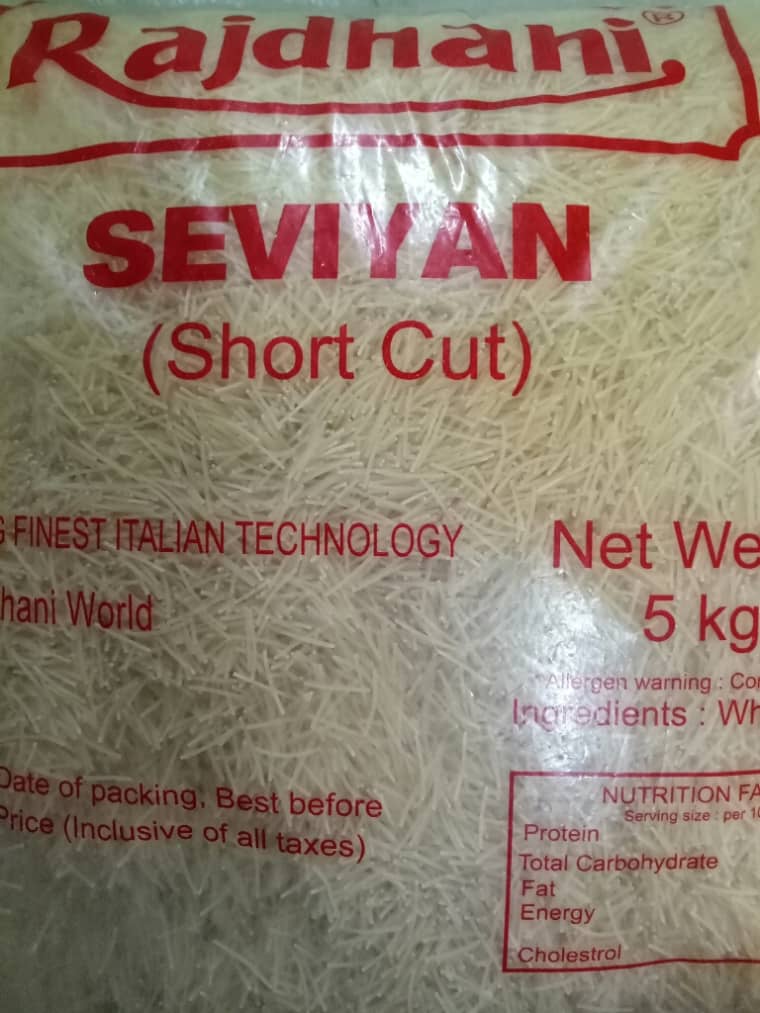 Rajdhani ®
SEVIYAN
(Short Cut)
FINEST ITALIAN TECHNOLOGY
hani World
Net We
5 kg
*Allergen warning : Con
Ingredients : Wh
Date of packing, Best before
Price (Inclusive of all taxes)
NUTRITION FA
Serving size : per 10
Protein
Total Carbohydrate
Fat
Energy
Cholestrol